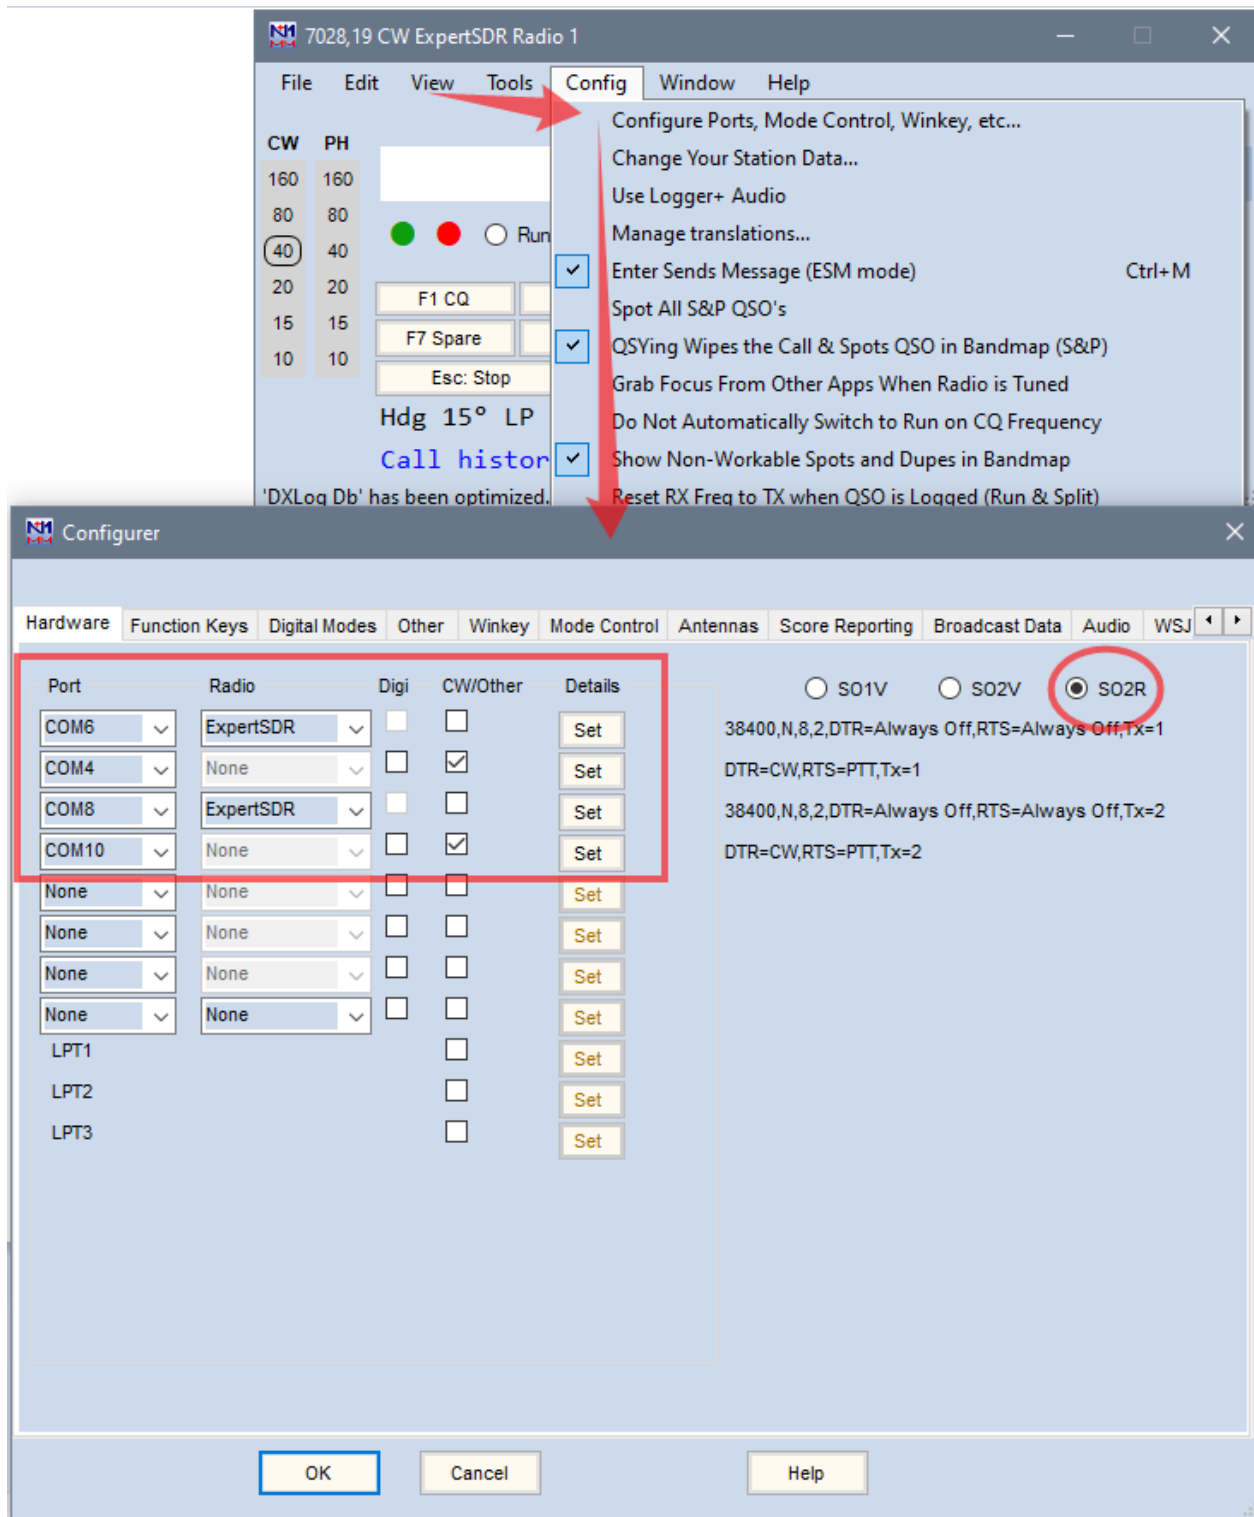 7028,19 CW ExpertSDR Radio 1
File Edit View Tools Config Window Help
Configure Ports, Mode Control, Winkey, etc...
CW PH
Change Your Station Data...
160 160
Use Logger+ Audio
80 80
Run
Manage translations...
40 40
Enter Sends Message (ESM mode) Ctrl+M
20 20
F1 CQ
Spot All S&P QSO's
15 15
F7 Spare
QSYing Wipes the Call & Spots QSO in Bandmap (S&P)
10 10
Esc: Stop
Grab Focus From Other Apps When Radio is Tuned
Hdg 15° LP
Do Not Automatically Switch to Run on CQ Frequency
Call histor
Show Non-Workable Spots and Dupes in Bandmap
'DXLog Db' has been optimized.
Reset RX Freq to TX when QSO is Logged (Run & Split)
Configurer
Hardware Function Keys Digital Modes Other Winkey Mode Control Antennas Score Reporting Broadcast Data Audio WSJ
Port Radio Digi CW/Other Details
SO1V SO2V SO2R
COM6 ExpertSDR Set 38400,N,8,2,DTR=Always Off,RTS=Always Off,Tx=1
COM4 None Set DTR=CW,RTS=PTT,Tx=1
COM8 ExpertSDR Set 38400,N,8,2,DTR=Always Off,RTS=Always Off,Tx=2
COM10 None Set DTR=CW,RTS=PTT,Tx=2
None None Set
None None Set
None None Set
None None Set
LPT1 Set
LPT2 Set
LPT3 Set
OK Cancel Help